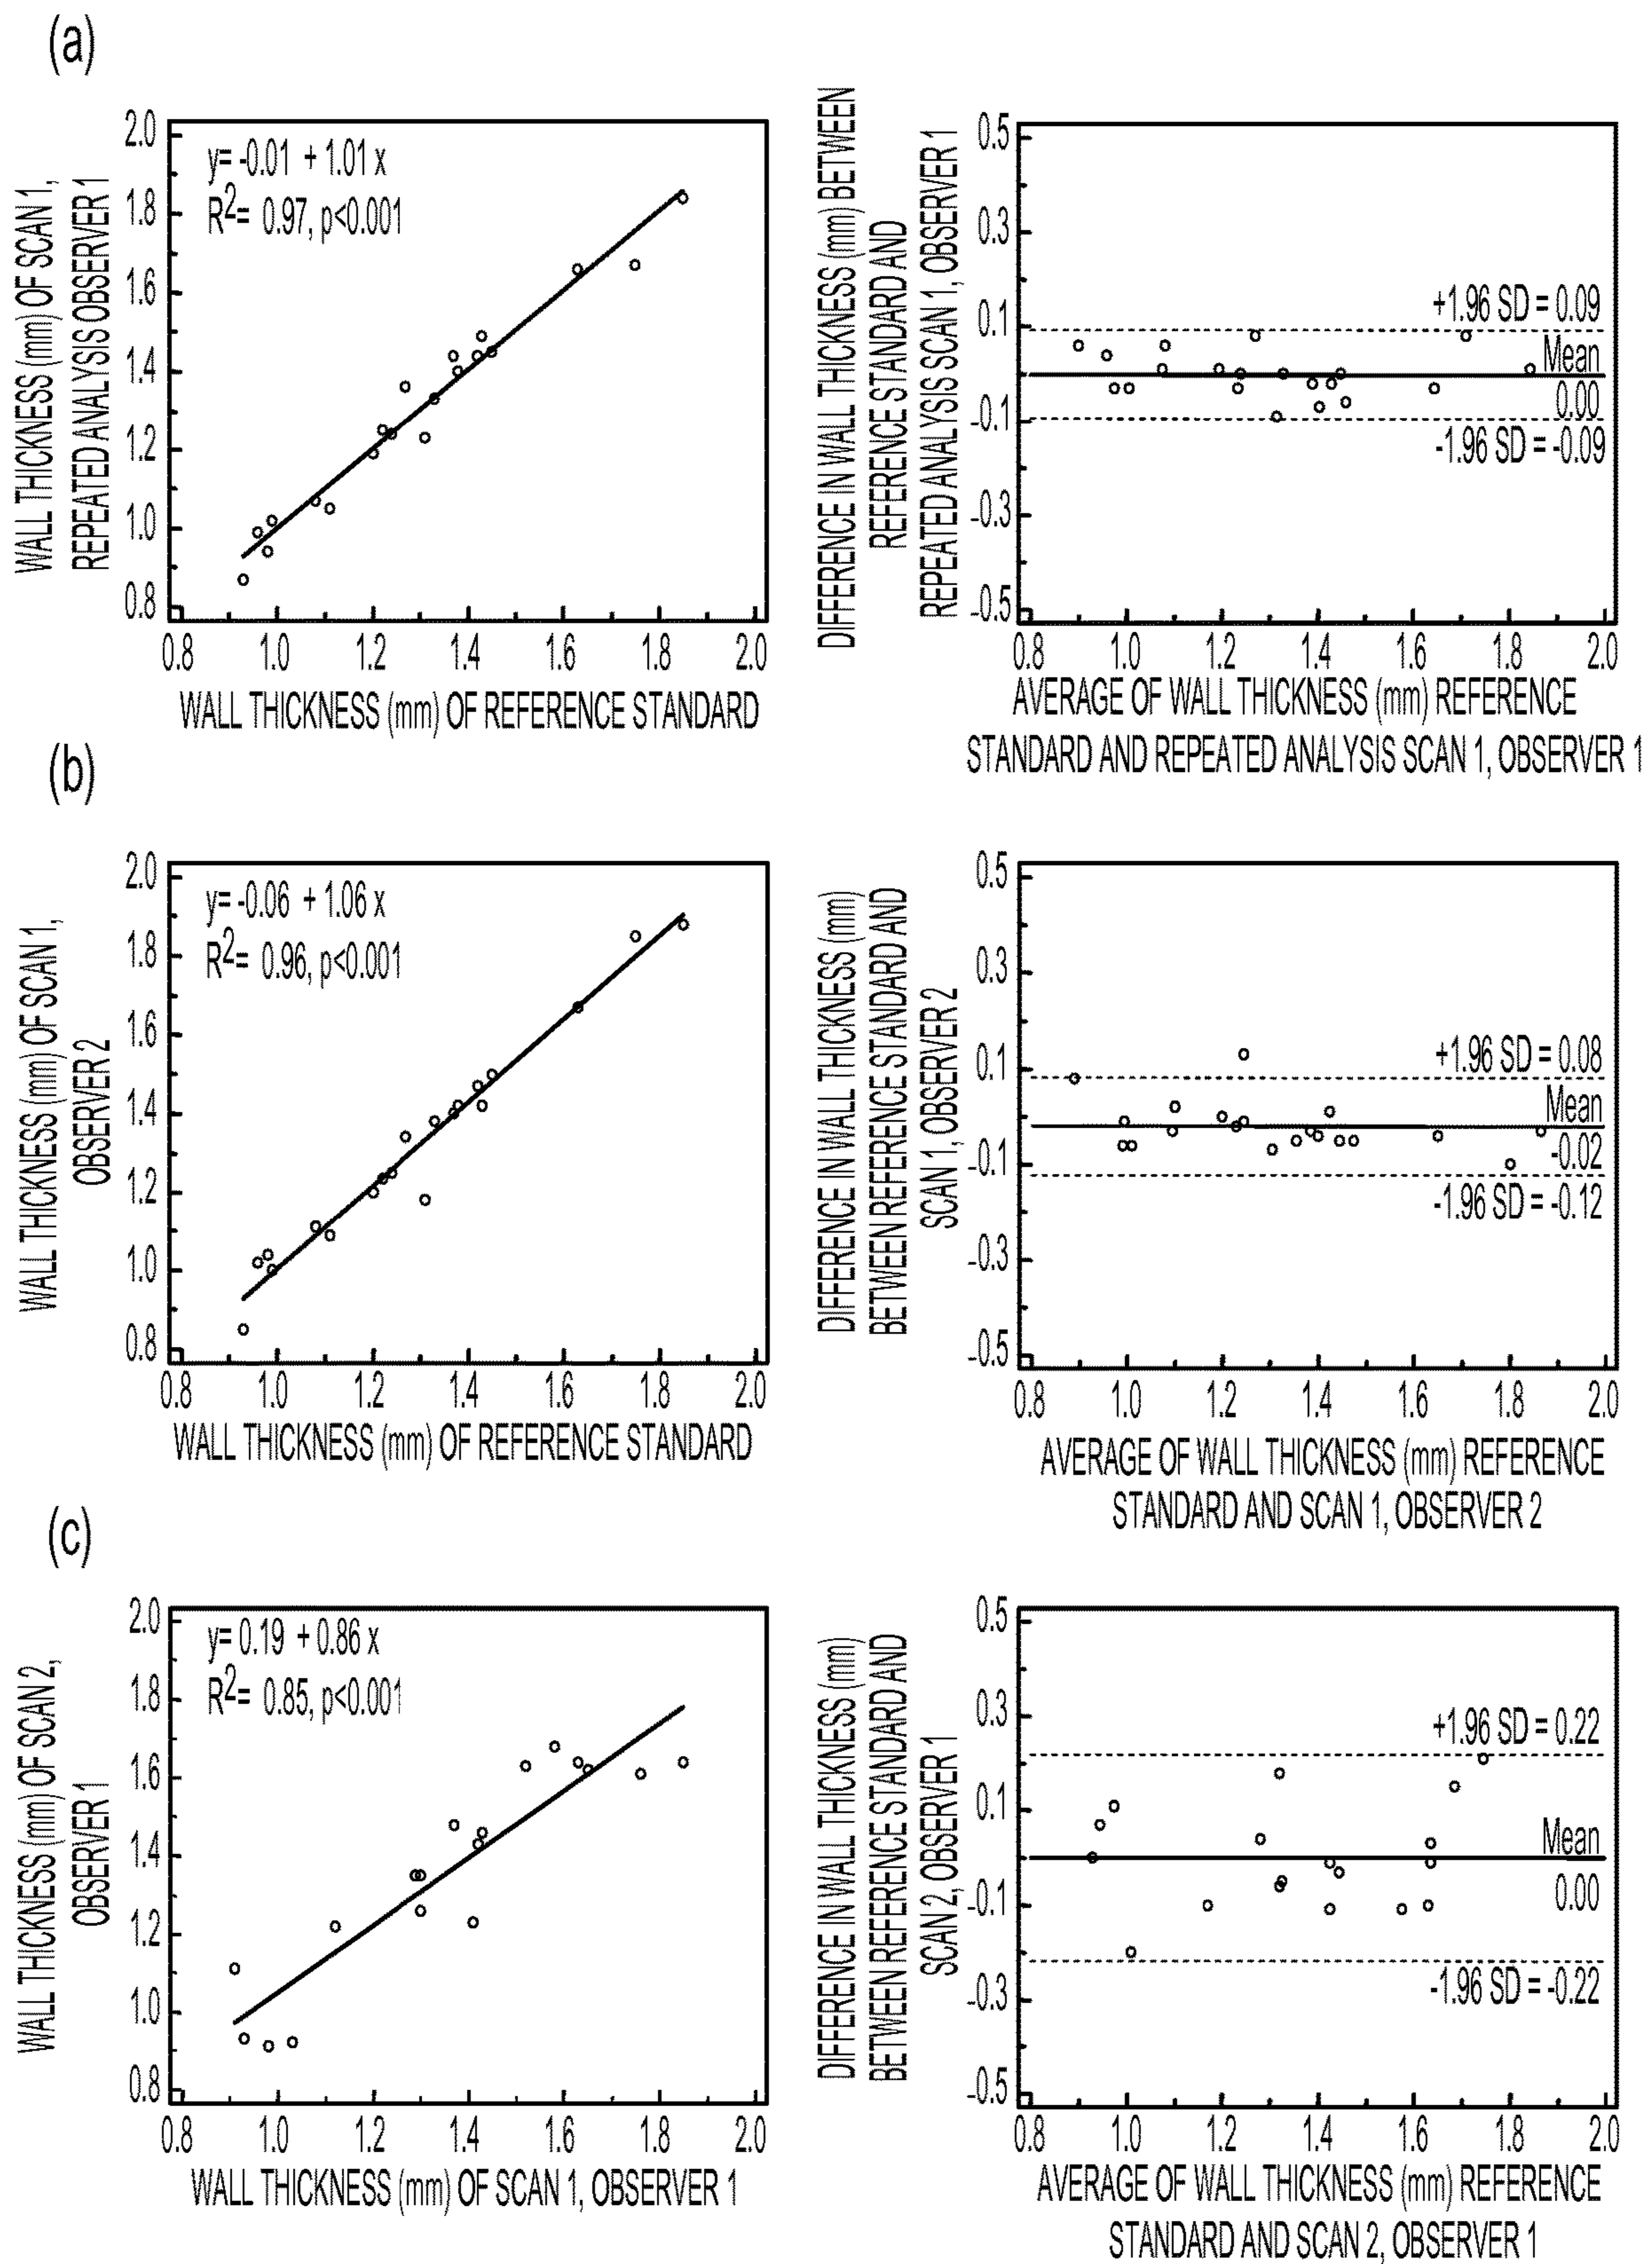 (a)
WALL THICKNESS (mm) OF SCAN 1,
REPEATED ANALYSIS OBSERVER 1
2.0
1.8
1.6
1.4
1.2
1.0
0.8
y= -0.01 + 1.01 x
R2= 0.97, p<0.001
0.8 1.0 1.2 1.4 1.6 1.8 2.0
WALL THICKNESS (mm) OF REFERENCE STANDARD
DIFFERENCE IN WALL THICKNESS (mm) BETWEEN
REFERENCE STANDARD AND
REPEATED ANALYSIS SCAN 1, OBSERVER 1
0.5
0.3
0.1
-0.1
-0.3
-0.5
+1.96 SD = 0.09
Mean
0.00
-1.96 SD = -0.09
0.8 1.0 1.2 1.4 1.6 1.8 2.0
AVERAGE OF WALL THICKNESS (mm) REFERENCE
STANDARD AND REPEATED ANALYSIS SCAN 1, OBSERVER 1
(b)
WALL THICKNESS (mm) OF SCAN 1,
OBSERVER 2
2.0
1.8
1.6
1.4
1.2
1.0
0.8
y= -0.06 + 1.06 x
R2= 0.96, p<0.001
0.8 1.0 1.2 1.4 1.6 1.8 2.0
WALL THICKNESS (mm) OF REFERENCE STANDARD
DIFFERENCE IN WALL THICKNESS (mm)
BETWEEN REFERENCE STANDARD AND
SCAN 1, OBSERVER 2
0.5
0.3
0.1
-0.1
-0.3
-0.5
+1.96 SD = 0.08
Mean
-0.02
-1.96 SD = -0.12
0.8 1.0 1.2 1.4 1.6 1.8 2.0
AVERAGE OF WALL THICKNESS (mm) REFERENCE
STANDARD AND SCAN 1, OBSERVER 2
(c)
WALL THICKNESS (mm) OF SCAN 2,
OBSERVER 1
2.0
1.8
1.6
1.4
1.2
1.0
0.8
y= 0.19 + 0.86 x
R2= 0.85, p<0.001
0.8 1.0 1.2 1.4 1.6 1.8 2.0
WALL THICKNESS (mm) OF SCAN 1, OBSERVER 1
DIFFERENCE IN WALL THICKNESS (mm)
BETWEEN REFERENCE STANDARD AND
SCAN 2, OBSERVER 1
0.5
0.3
0.1
-0.1
-0.3
-0.5
+1.96 SD = 0.22
Mean
0.00
-1.96 SD = -0.22
0.8 1.0 1.2 1.4 1.6 1.8 2.0
AVERAGE OF WALL THICKNESS (mm) REFERENCE
STANDARD AND SCAN 2, OBSERVER 1